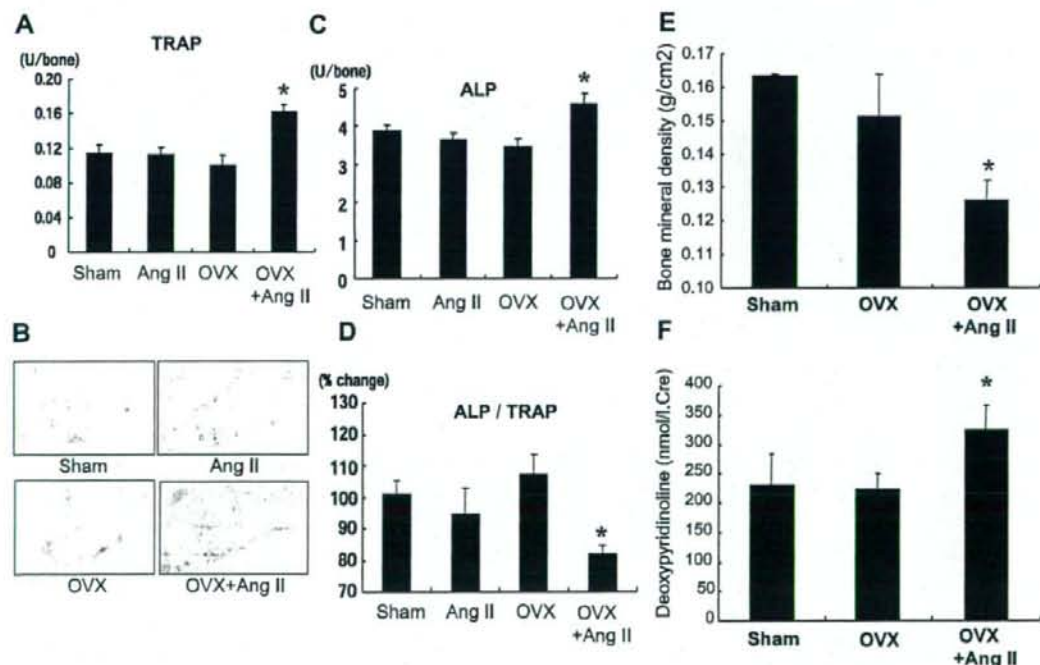 A
TRAP
(U/bone)
0.20
0.16
0.12
0.08
0.04
0
Sham Ang II OVX OVX
+Ang II
B
Sham Ang II
OVX OVX+Ang II
C
(U/bone)
ALP
*
5
4
3
2
1
0
Sham Ang II OVX OVX
+Ang II
*
D
(% change)
ALP / TRAP
130
120
110
100
90
80
70
*
Sham Ang II OVX OVX
+Ang II
E
Bone mineral density (g/cm2)
0.17
0.16
0.15
0.14
0.13
0.12
0.11
0.10
*
Sham OVX OVX
+Ang II
F
Deoxypyridinoline (nmol/l.Cre)
400
350
300
250
200
150
100
50
0
*
Sham OVX OVX
+Ang II